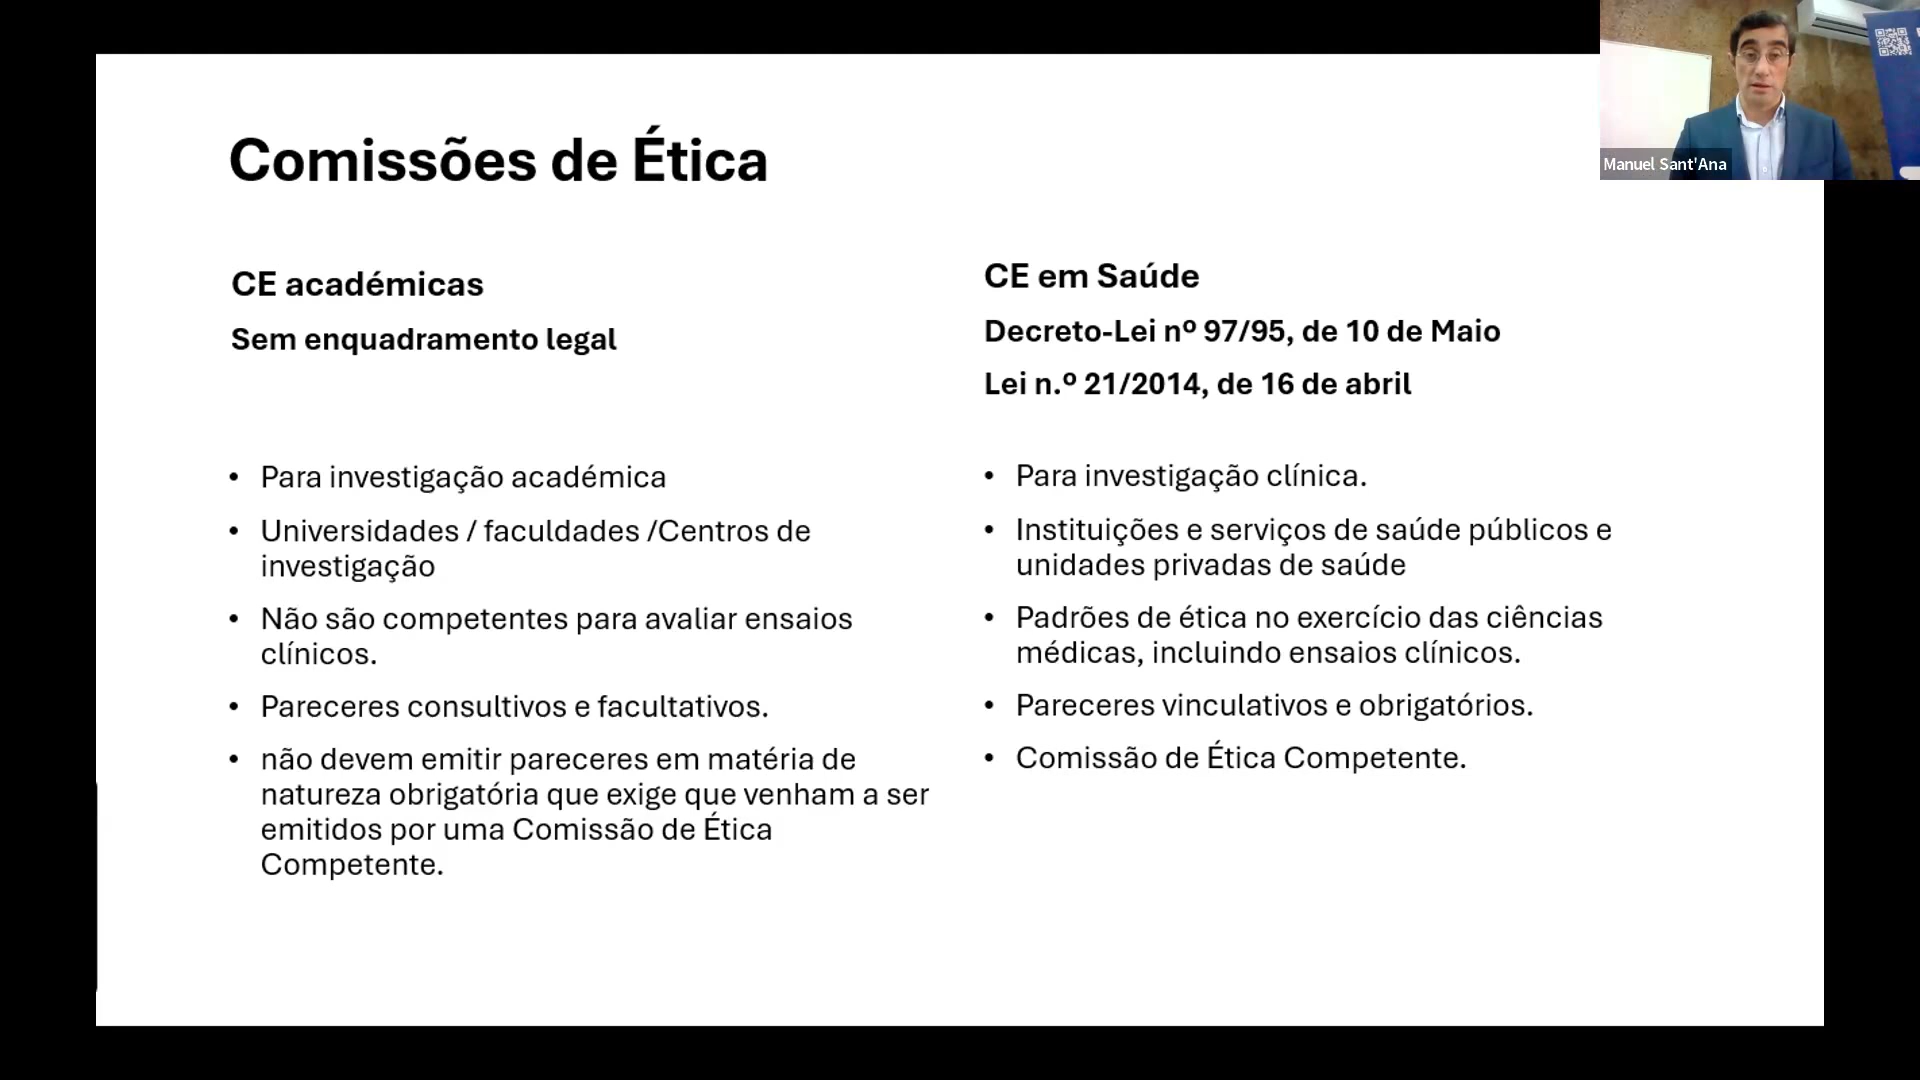 Comissões de Ética
CE académicas
Sem enquadramento legal
• Para investigação académica
• Universidades / faculdades /Centros de
investigação
• Não são competentes para avaliar ensaios
clínicos.
• Pareceres consultivos e facultativos.
• não devem emitir pareceres em matéria de
natureza obrigatória que exige que venham a ser
emitidos por uma Comissão de Ética
Competente.
CE em Saúde
Decreto-Lei nº 97/95, de 10 de Maio
Lei n.º 21/2014, de 16 de abril
• Para investigação clínica.
• Instituições e serviços de saúde públicos e
unidades privadas de saúde
• Padrões de ética no exercício das ciências
médicas, incluindo ensaios clínicos.
• Pareceres vinculativos e obrigatórios.
• Comissão de Ética Competente.
Manuel Sant'Ana